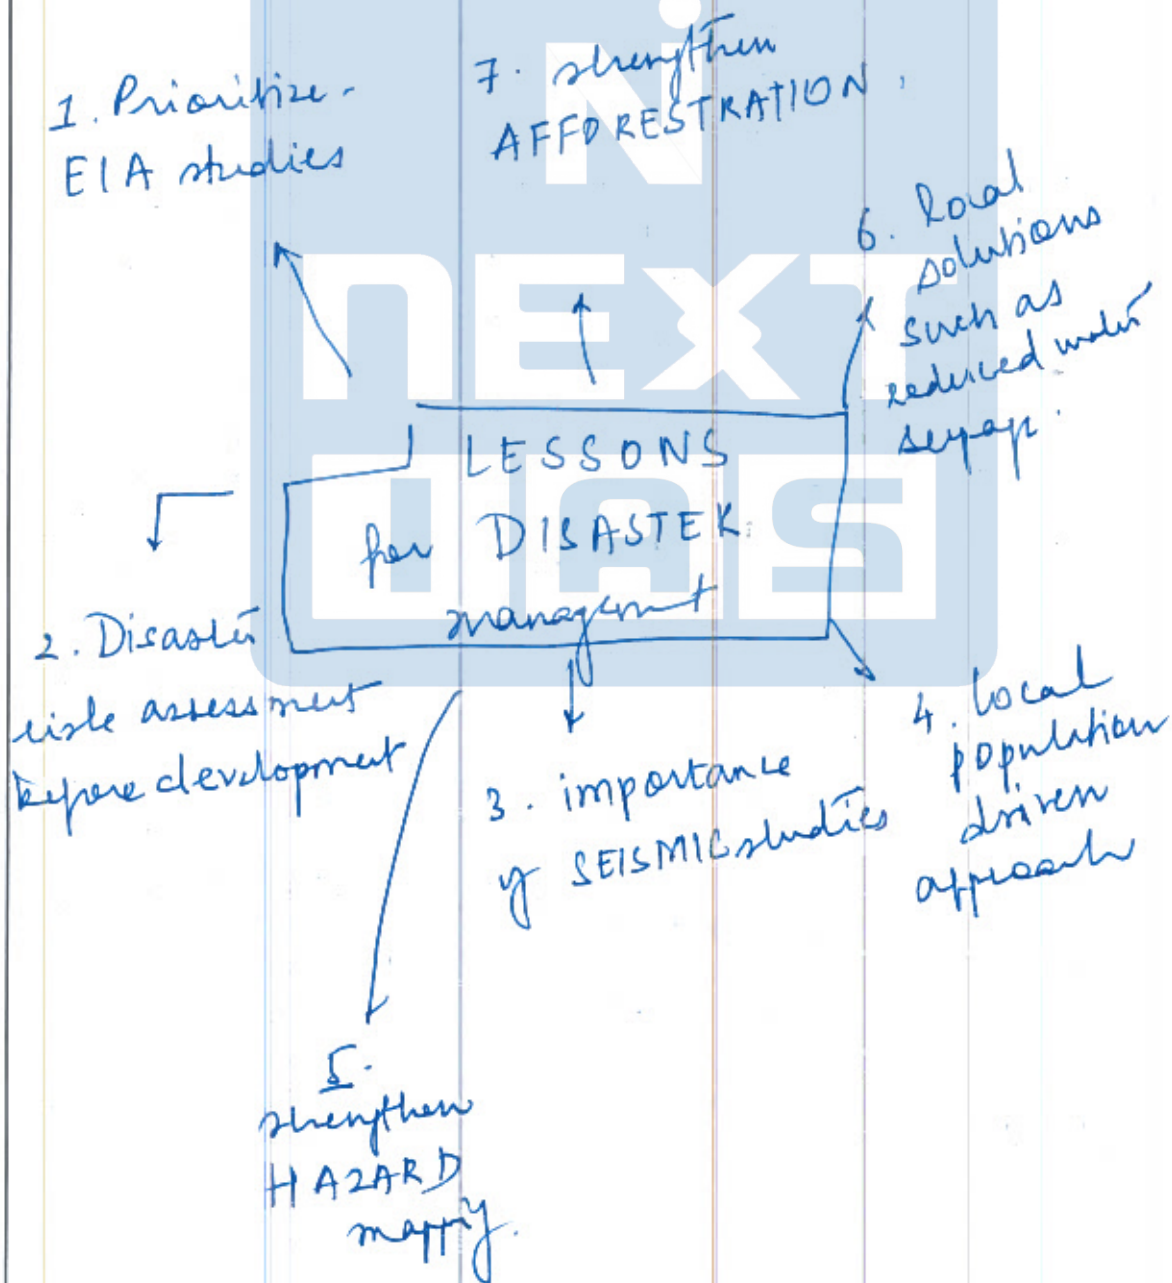 1. Prioritize
EIA studies
7. strengthen
AFFORESTRATION.
6. local
solutions
such as
reduced water
seepage.
LESSONS
for DISASTER
management
2. Disaster
risk assessment
before development
3. importance
of SEISMIC studies
4. local
population
driven
approach
5.
strengthen
HAZARD
mapping.
NEXT
IAS